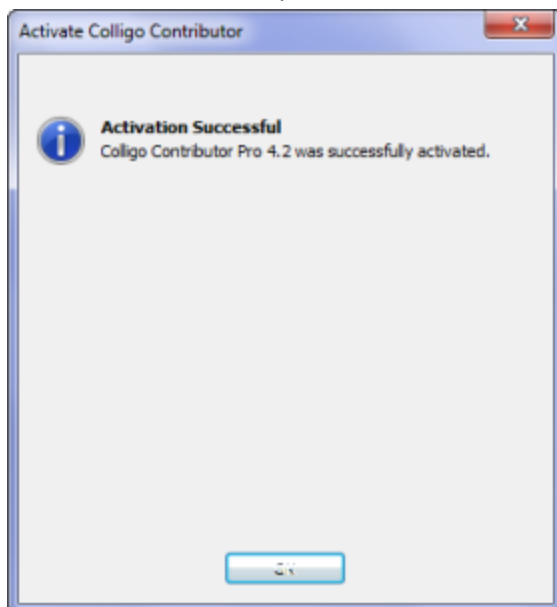 Activate Colligo Contributor
Activation Successful
Colligo Contributor Pro 4.2 was successfully activated.